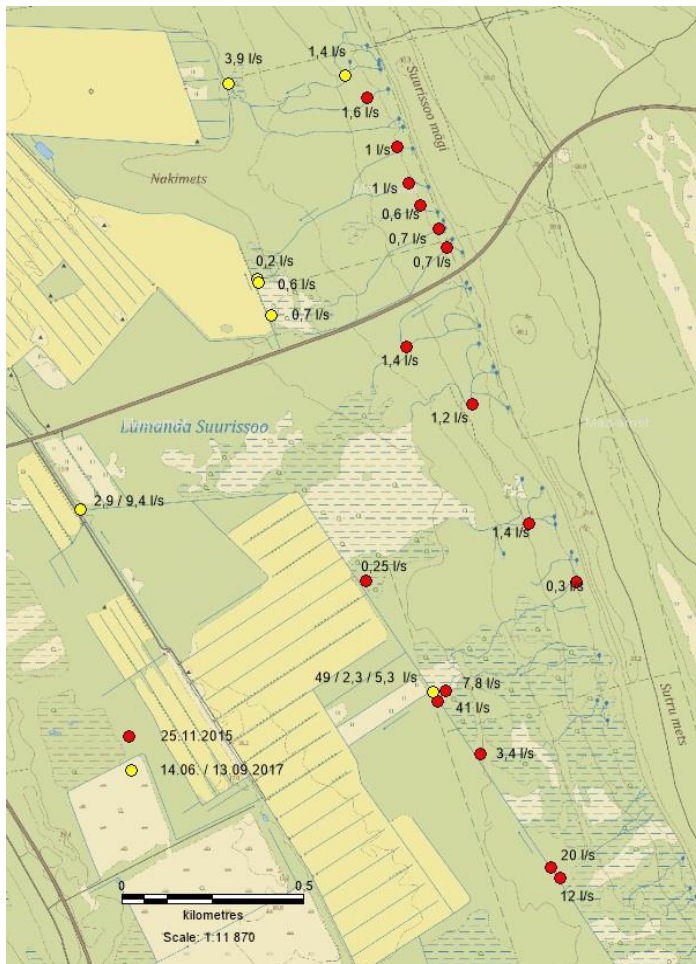 3,9 l/s
1,4 l/s
1,6 l/s
Suurissoo mägi
1 l/s
Nakimets
1 l/s
0,6 l/s
0,7 l/s
0,7 l/s
0,2 l/s
0,6 l/s
0,7 l/s
1,4 l/s
1,2 l/s
Lümanda Suurissoo
2,9 / 9,4 l/s
1,4 l/s
0,25 l/s
0,3 l/s
49 / 2,3 / 5,3 l/s
7,8 l/s
41 l/s
Sutru mets
25.11.2015
3,4 l/s
14.06. / 13.09.2017
20 l/s
12 l/s
0
0.5
kilometres
Scale: 1:11 870